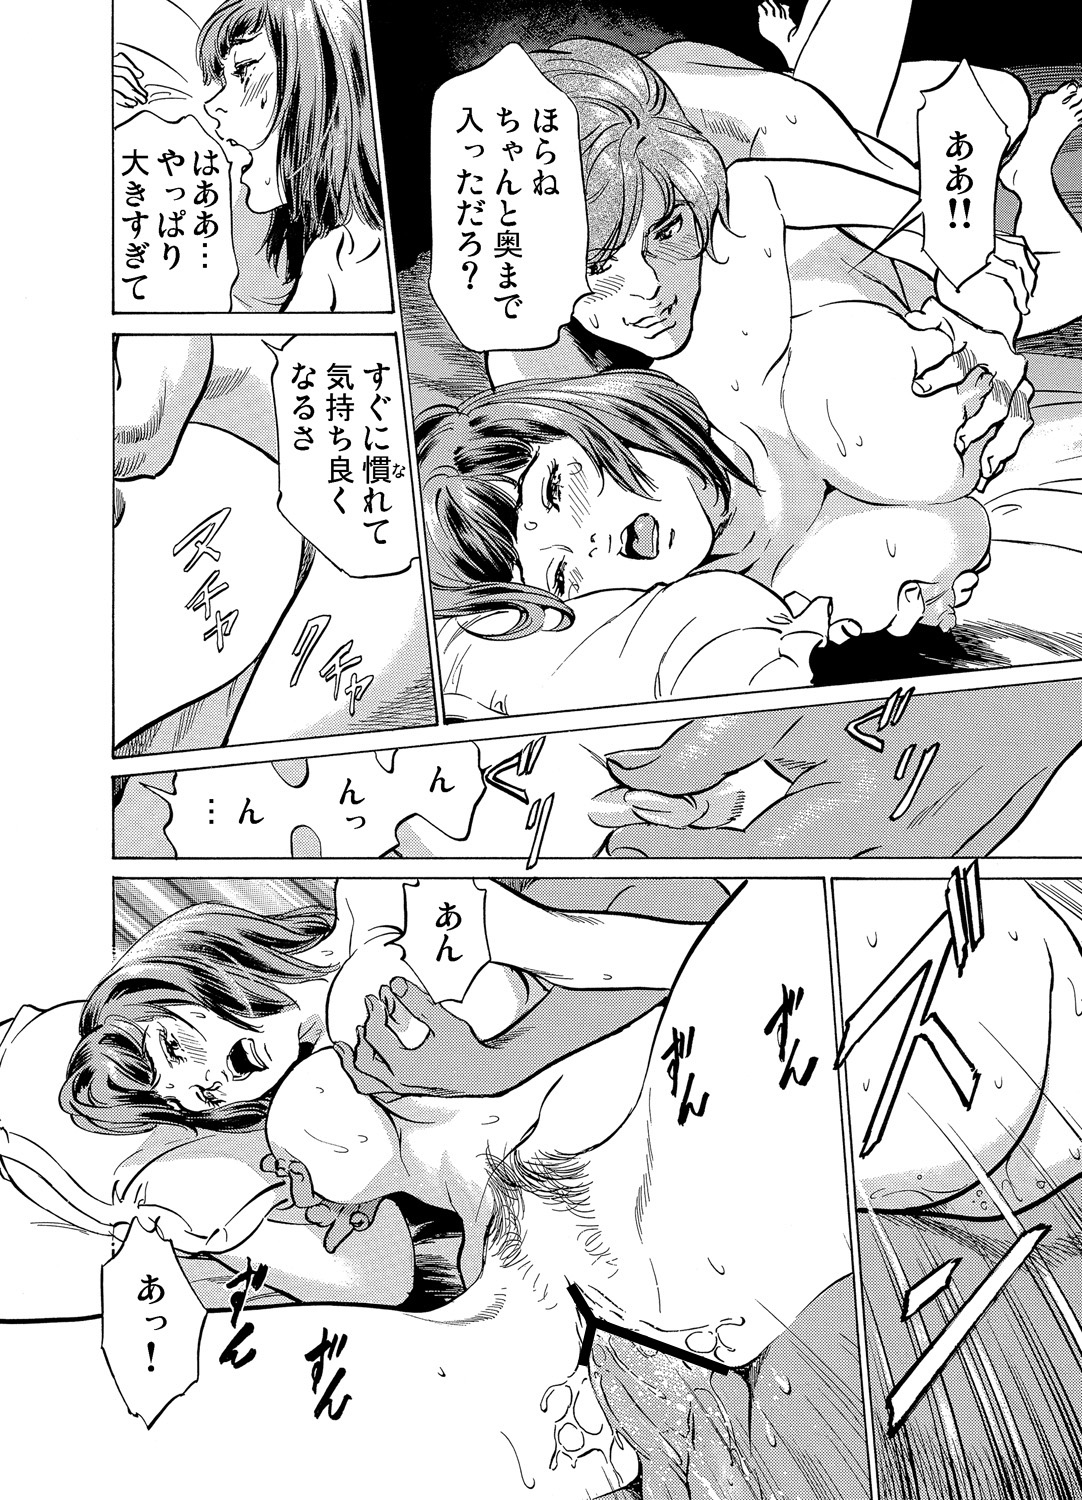 ああ!!
ほらね
ちゃんと奥まで
入っただろ?
はああ…
やっぱり
大きすぎて
すぐに慣れて
な
気持ち良く
なるさ
ヌチャ
クチャ
ズ
ズリ
ん
んっ
ん
…
あん
ずん
ずん
ずん
ずん
あっ!